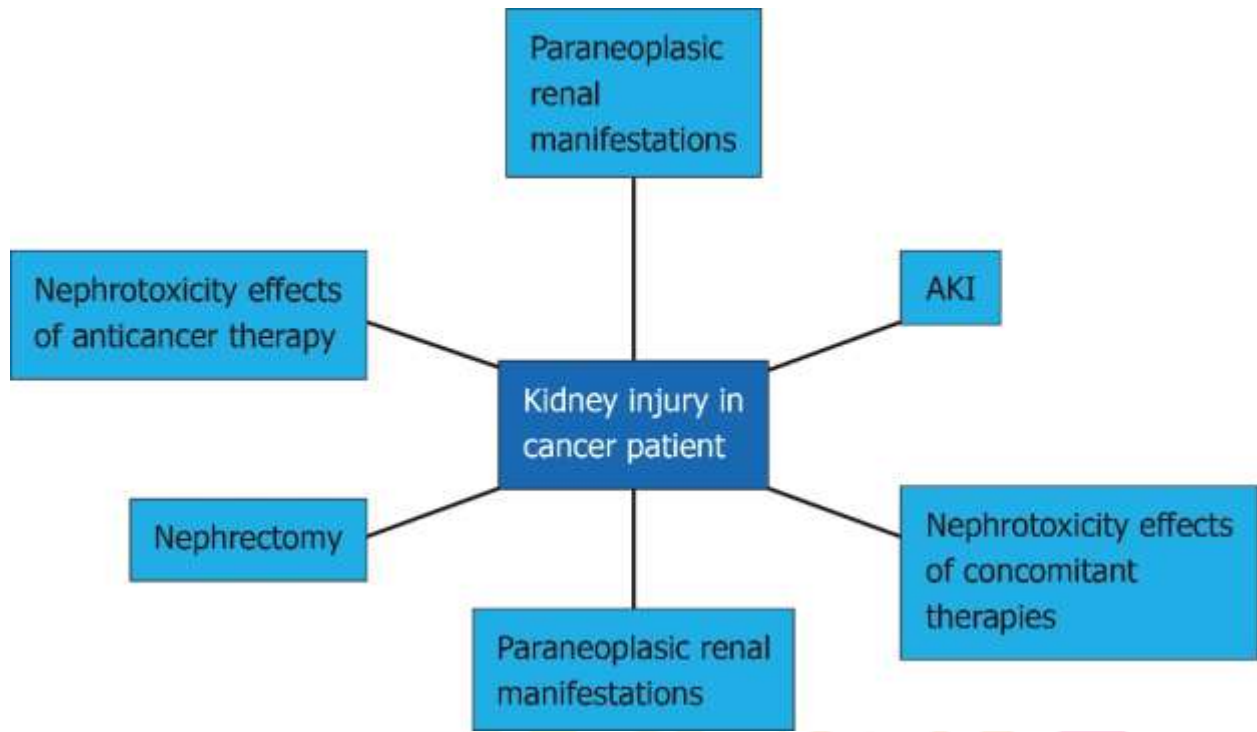 Paraneoplasic
renal
manifestations
Nephrotoxicity effects
of anticancer therapy
AKI
Kidney injury in
cancer patient
Nephrectomy
Nephrotoxicity effects
of concomitant
therapies
Paraneoplasic renal
manifestations